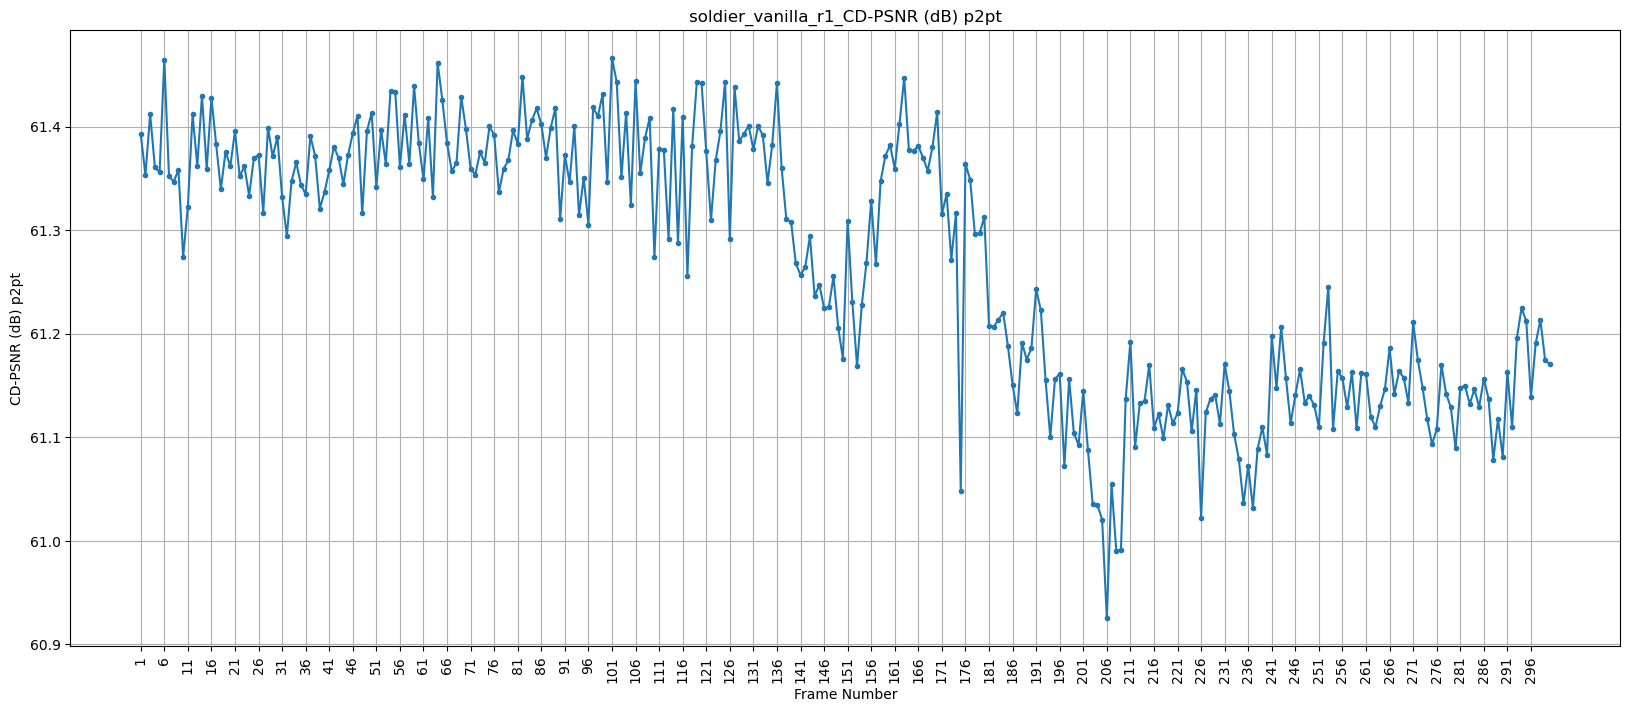 soldier_vanilla_r1_CD-PSNR (dB) p2pt
CD-PSNR (dB) p2pt
61.4
61.3
61.2
61.1
61.0
60.9
1 6 11 16 21 26 31 36 41 46 51 56 61 66 71 76 81 86 91 96 101 106 111 116 121 126 131 136 141 146 151 156 161 166 171 176 181 186 191 196 201 206 211 216 221 226 231 236 241 246 251 256 261 266 271 276 281 286 291 296
Frame Number